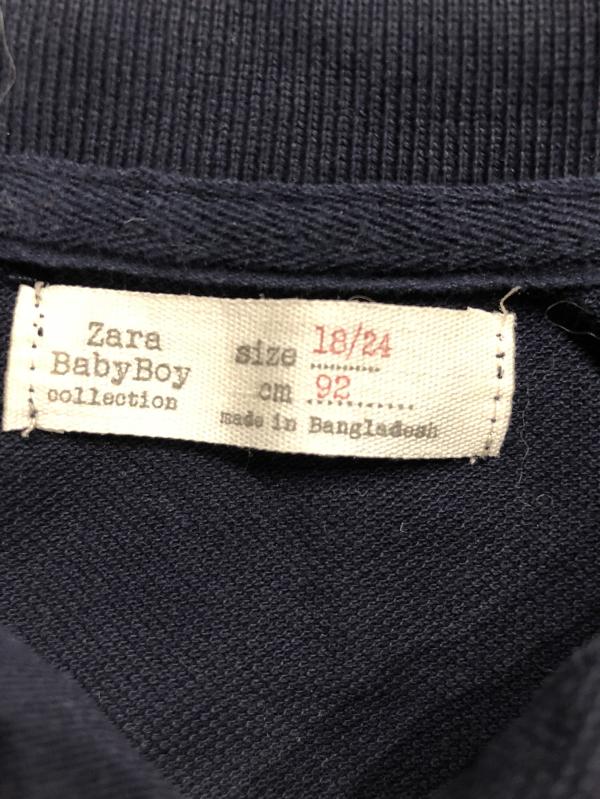 Zara
BabyBoy
collection
size 18/24
cm 92
made in Bangladesh